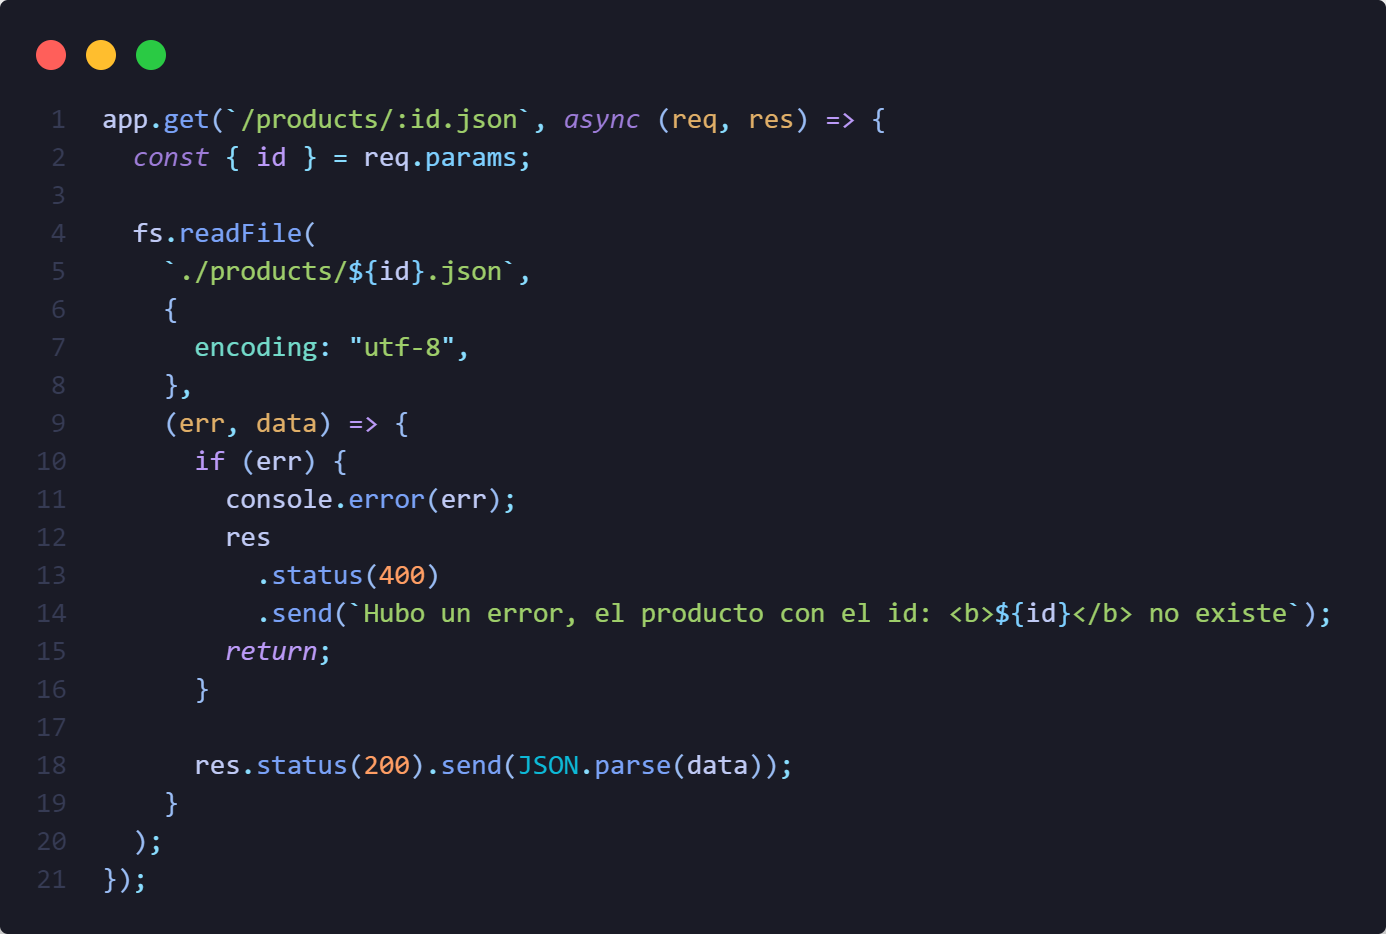 1 app.get(`/products/:id.json`, async (req, res) => {
2   const { id } = req.params;
3
4   fs.readFile(
5     `./products/${id}.json`,
6     {
7       encoding: "utf-8",
8     },
9     (err, data) => {
10       if (err) {
11         console.error(err);
12         res
13           .status(400)
14           .send(`Hubo un error, el producto con el id: <b>${id}</b> no existe`);
15         return;
16       }
17
18       res.status(200).send(JSON.parse(data));
19     }
20   );
21 });